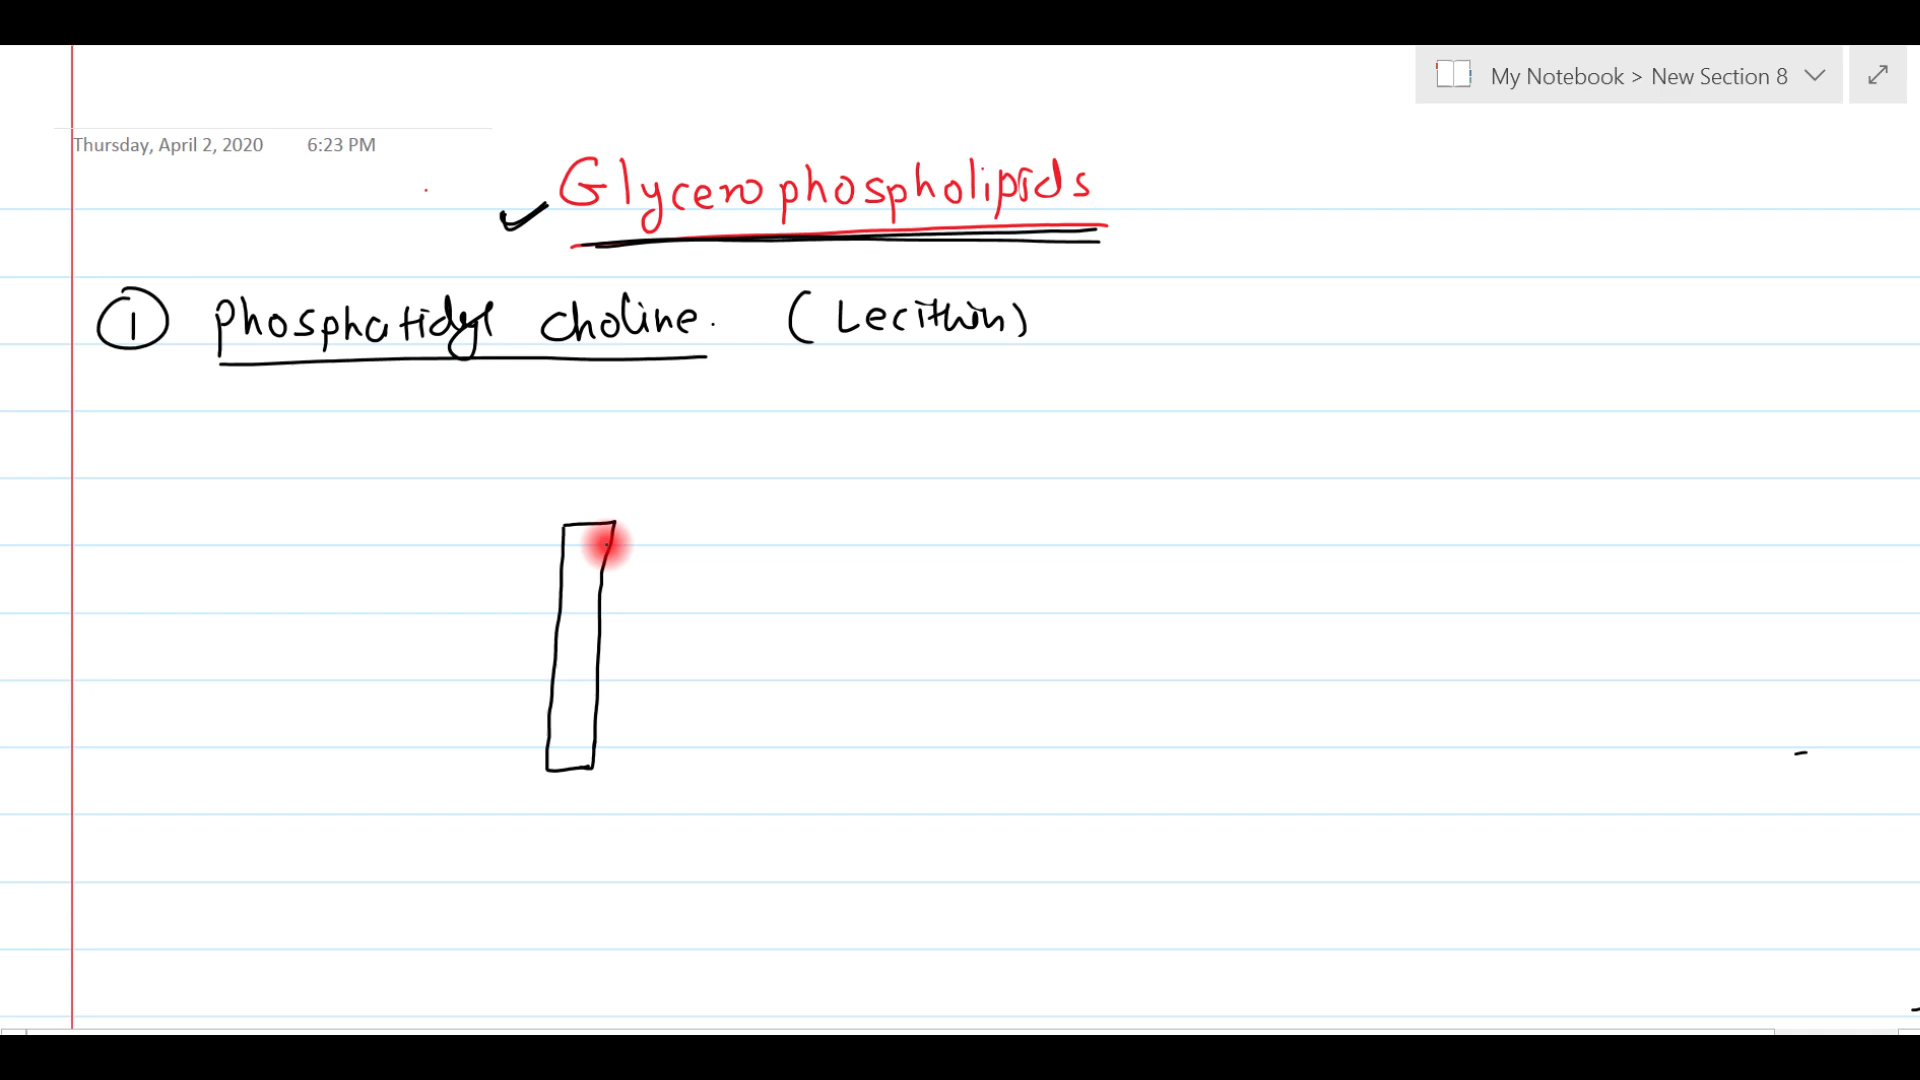 My Notebook > New Section 8
Thursday, April 2, 2020 6:23 PM
Glycerophospholipids
① Phosphatidyl choline. (Lecithin)